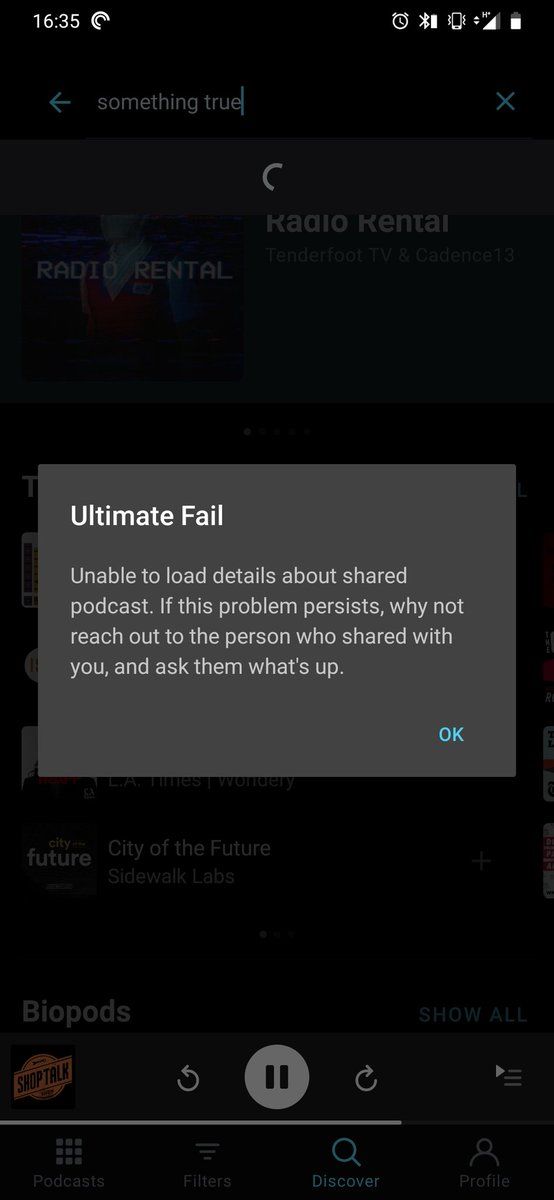 16:35
H+
something true
Radio Rental
RADIO RENTAL
Tenderfoot TV & Cadence13
Ultimate Fail
Unable to load details about shared
podcast. If this problem persists, why not
reach out to the person who shared with
you, and ask them what's up.
OK
L.A. Times | Wondery
city of the
future
City of the Future
Sidewalk Labs
Biopods
SHOW ALL
SHOPTALK
Podcasts
Filters
Discover
Profile